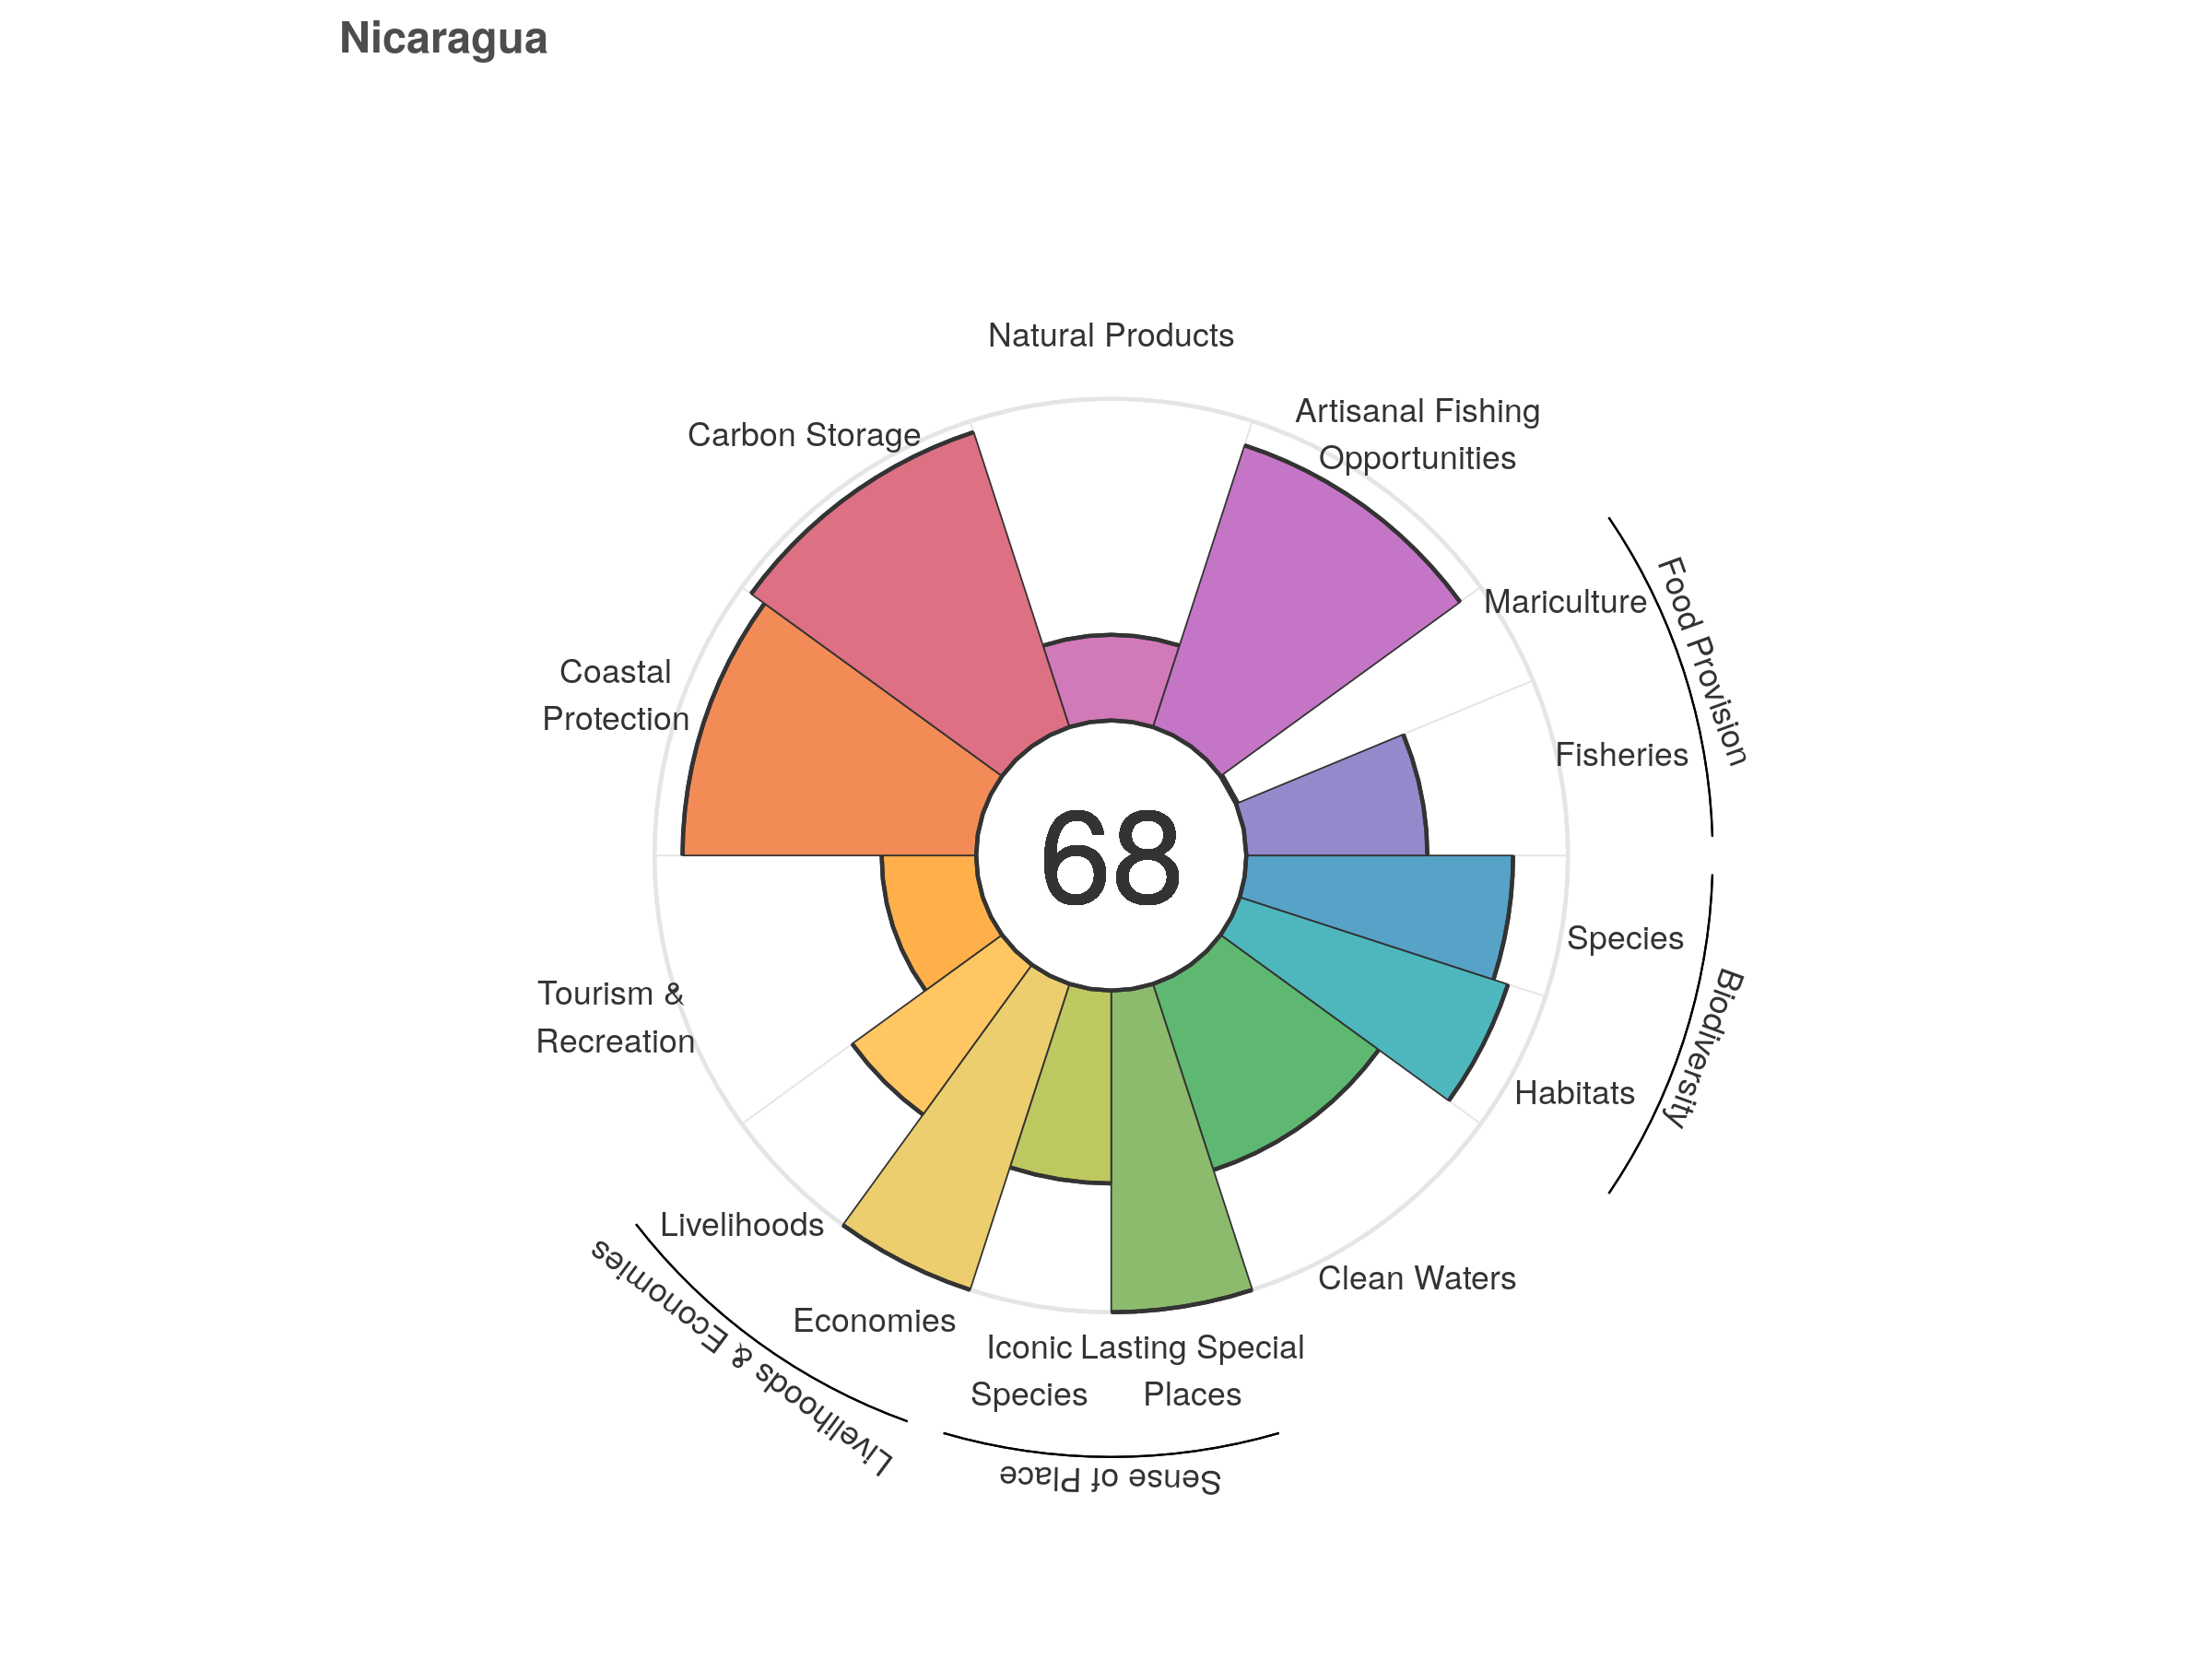 Nicaragua
Natural Products
Artisanal Fishing
Opportunities
Carbon Storage
Mariculture
Food Provision
Coastal
Protection
Fisheries
68
Species
Biodiversity
Tourism &
Recreation
Habitats
Livelihoods
Clean Waters
Economies
Livelihoods & Economies
Iconic
Species
Lasting Special
Places
Sense of Place